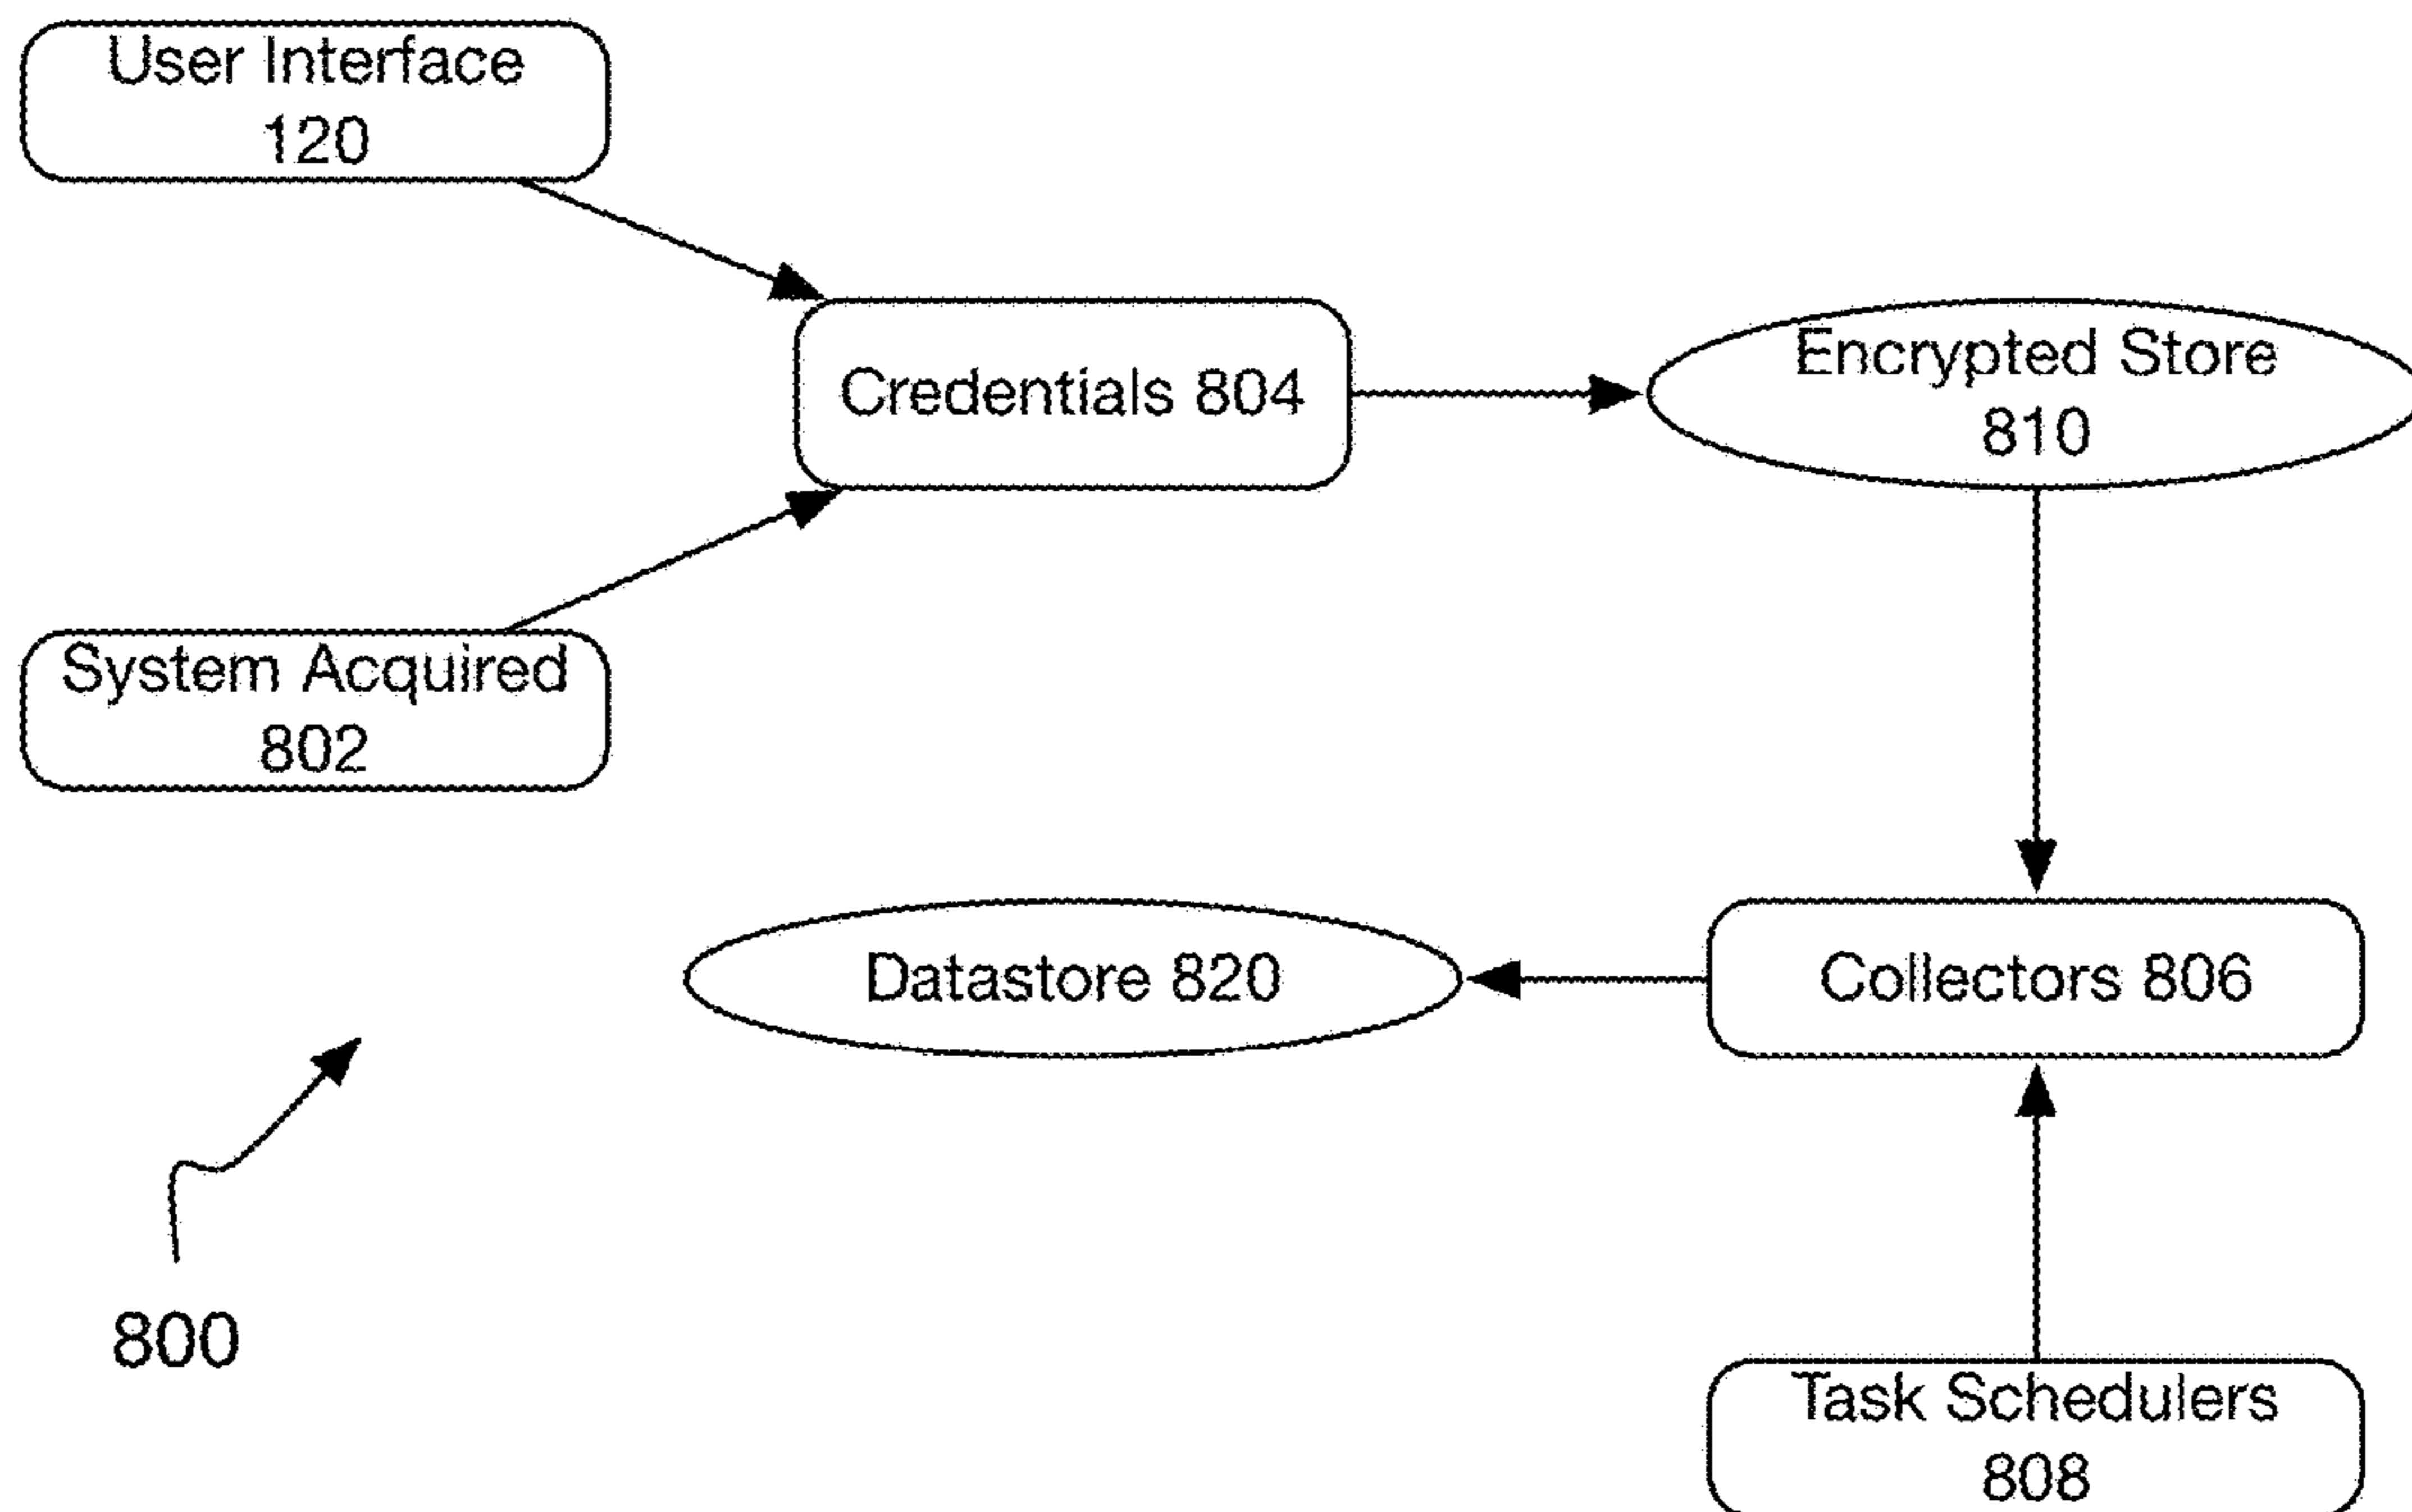 User Interface
120
Credentials 804
Encrypted Store
810
System Acquired
802
Datastore 820
Collectors 806
800
Task Schedulers
808